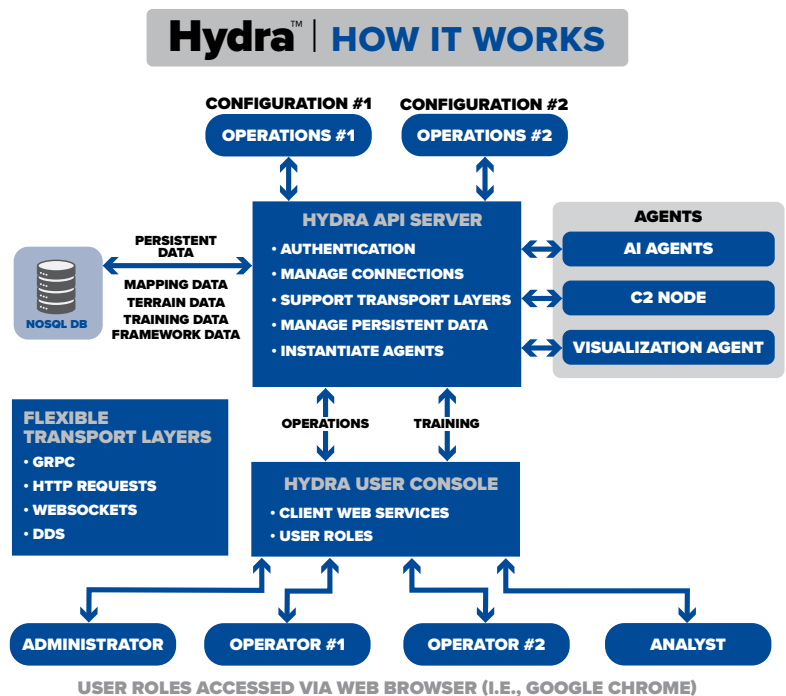 Hydra™ | HOW IT WORKS
CONFIGURATION #1
OPERATIONS #1
CONFIGURATION #2
OPERATIONS #2
HYDRA API SERVER
• AUTHENTICATION
• MANAGE CONNECTIONS
• SUPPORT TRANSPORT LAYERS
• MANAGE PERSISTENT DATA
• INSTANTIATE AGENTS
AGENTS
AI AGENTS
C2 NODE
VISUALIZATION AGENT
PERSISTENT
DATA
MAPPING DATA
TERRAIN DATA
TRAINING DATA
FRAMEWORK DATA
NOSQL DB
FLEXIBLE
TRANSPORT LAYERS
• GRPC
• HTTP REQUESTS
• WEBSOCKETS
• DDS
OPERATIONS
TRAINING
HYDRA USER CONSOLE
• CLIENT WEB SERVICES
• USER ROLES
ADMINISTRATOR
OPERATOR #1
OPERATOR #2
ANALYST
USER ROLES ACCESSED VIA WEB BROWSER (I.E., GOOGLE CHROME)